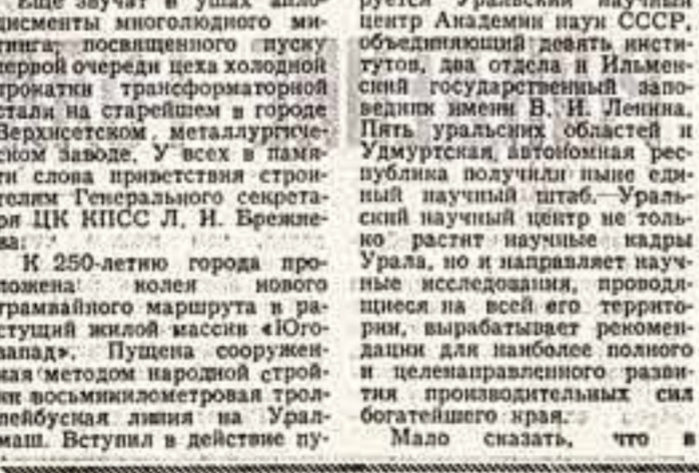 Еще звучат в ушах апло-
дисменты многолюдного ми-
тинга, посвященного пуску
первой очереди цеха холодной
прокатки трансформаторной
стали на старейшем в городе
Верхисетском металлургиче-
ском заводе. У всех в памя-
ти слова приветствия строи-
телям Генерального секрета-
ря ЦК КПСС Л. И. Брежне-
ва:
К 250-летию города про-
ложена колея нового
трамвайного маршрута в ра-
стущий жилой массив «Юго-
запад». Пущена сооружен-
ная методом народной строй-
ки восьмикилометровая трол-
лейбусная линия на Урал-
маш. Вступил в действие пу-
руется Уральский научный
центр Академии наук СССР,
объединяющий девять инсти-
тутов, два отдела и Ильмен-
ский государственный запо-
ведник имени В. И. Ленина.
Пять уральских областей и
Удмуртская автономная рес-
публика получили ныне еди-
ный научный штаб.—Ураль-
ский научный центр не толь-
ко растит научные кадры
Урала, но и направляет науч-
ные исследования, проводя-
щиеся на всей его террито-
рии, вырабатывает рекомен-
дации для наиболее полного
и целенаправленного разви-
тия производительных сил
богатейшего края.
Мало сказать, что в